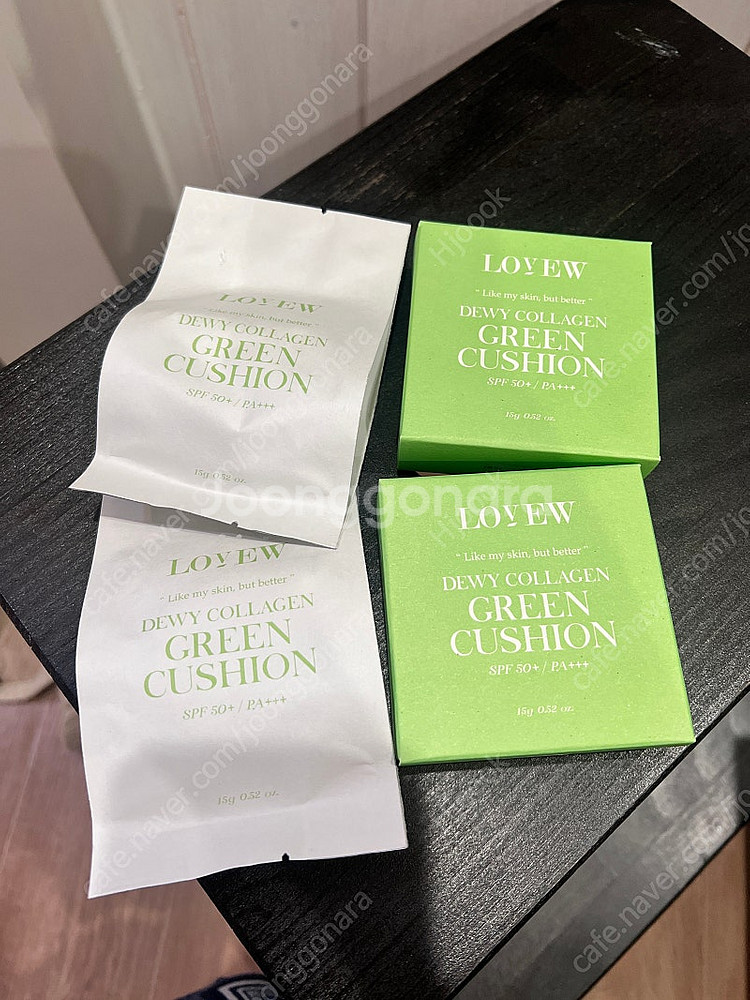 LOVEW
" Like my skin, but better "
DEWY COLLAGEN
GREEN
CUSHION
SPF 50+ / PA+++
15g 0.52 oz.
LOVEW
" Like my skin, but better "
DEWY COLLAGEN
GREEN
CUSHION
SPF 50+ / PA+++
15g 0.52 oz.
LOVEW
" Like my skin, but better "
DEWY COLLAGEN
GREEN
CUSHION
SPF 50+ / PA+++
15g 0.52 oz.
LOVEW
" Like my skin, but better "
DEWY COLLAGEN
GREEN
CUSHION
SPF 50+ / PA+++
15g 0.52 oz.
Joonggonara
cafe.naver.com/joonggonara
Hjoook